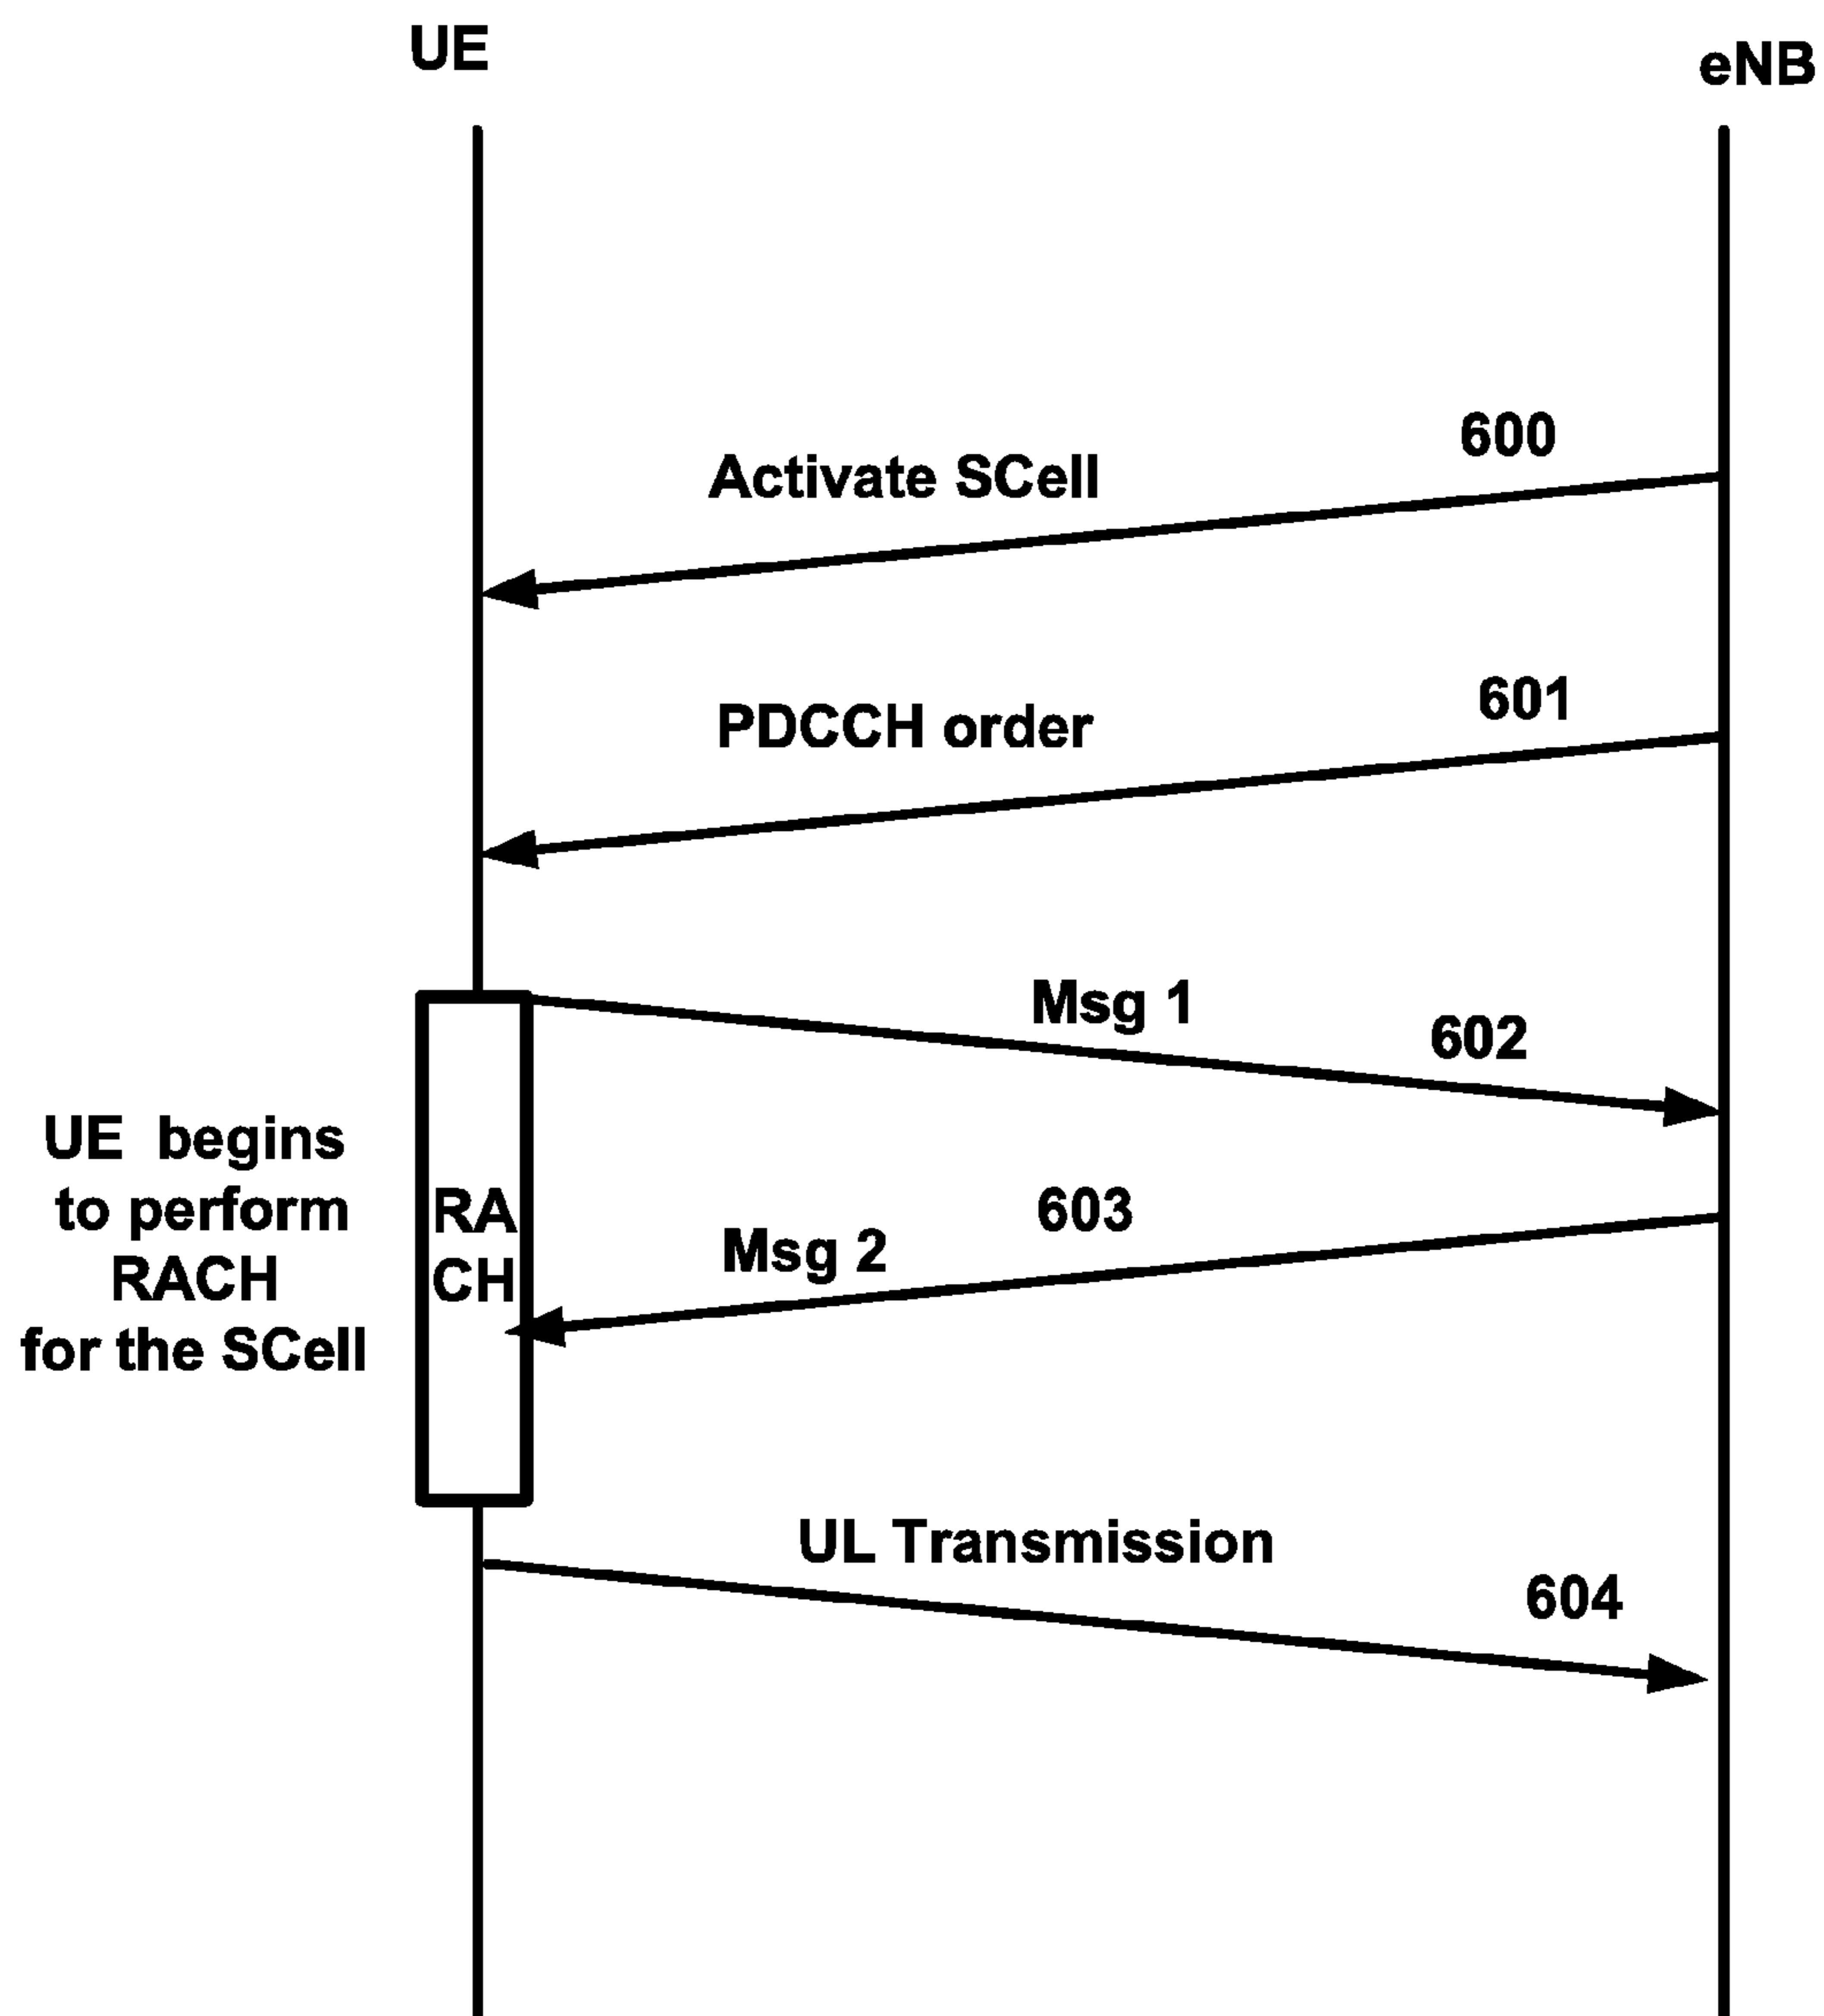 UE
eNB
600
Activate SCell
601
PDCCH order
Msg 1
602
UE begins
to perform
RACH
for the SCell
RA
CH
603
Msg 2
UL Transmission
604